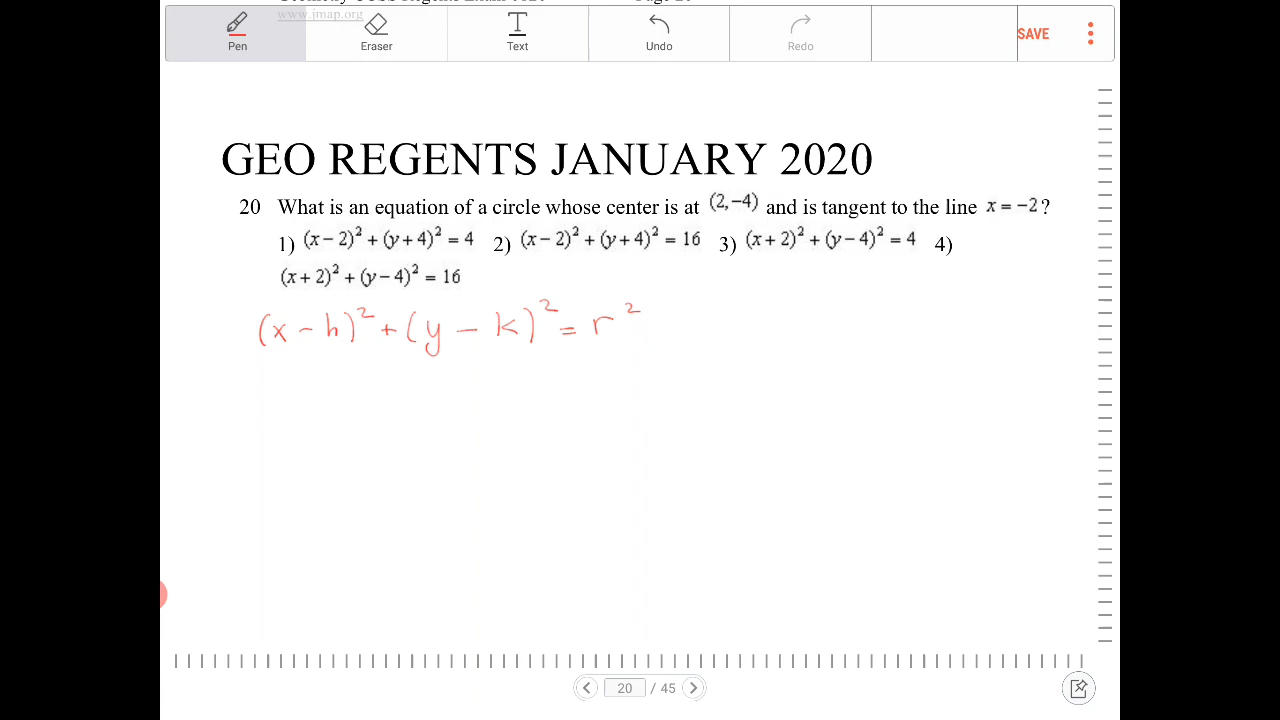 www.jmap.org
Pen Eraser Text Undo Redo SAVE
GEO REGENTS JANUARY 2020
20 What is an equation of a circle whose center is at (2,−4) and is tangent to the line x = −2?
1) (x − 2)² + (y + 4)² = 4 2) (x − 2)² + (y + 4)² = 16 3) (x + 2)² + (y − 4)² = 4 4)
(x + 2)² + (y − 4)² = 16
(x − h)² + (y − k)² = r²
20 / 45